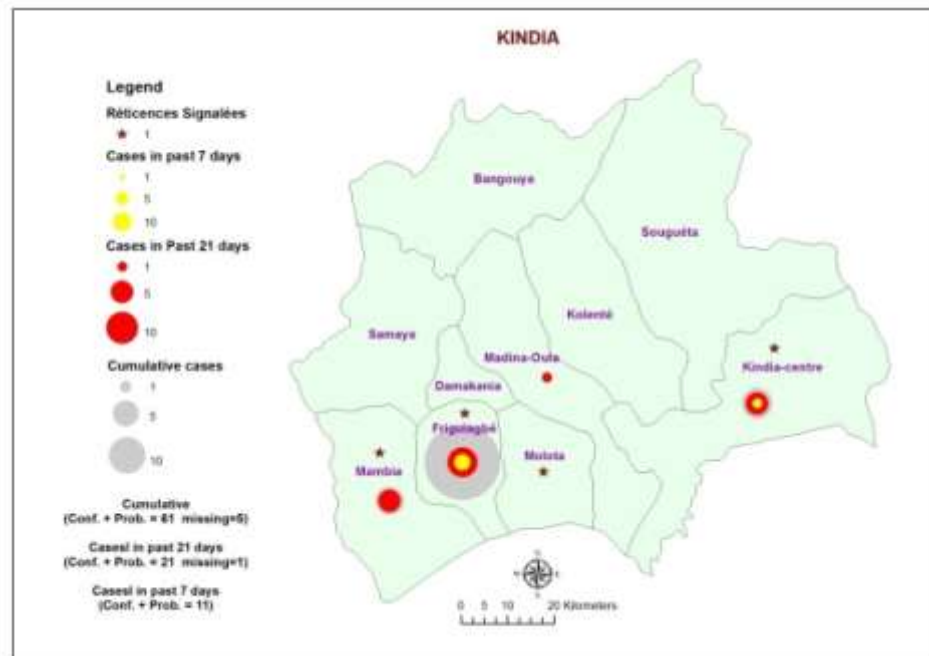 KINDIA
Legend
Réticences Signalées
1
Cases in past 7 days
1
5
10
Cases in Past 21 days
1
5
10
Cumulative cases
1
5
10
Cumulative
(Conf. + Prob. = 61 missing=5)
Casesl in past 21 days
(Conf. + Prob. = 21 missing=1)
Casesl in past 7 days
(Conf. + Prob. = 11)
Bangouya
Souguéta
Kolenté
Samaya
Madina-Oula
Kindia-centre
Damakania
Friguiagbé
Mambia
Molota
0 5 10 20 Kilometers